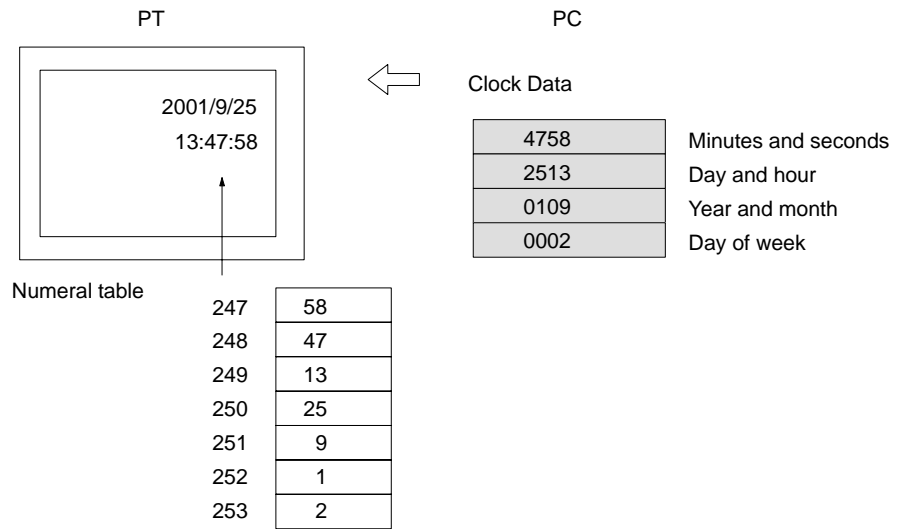 PT
PC
2001/9/25
13:47:58
Clock Data
4758 Minutes and seconds
2513 Day and hour
0109 Year and month
0002 Day of week
Numeral table
247 58
248 47
249 13
250 25
251 9
252 1
253 2